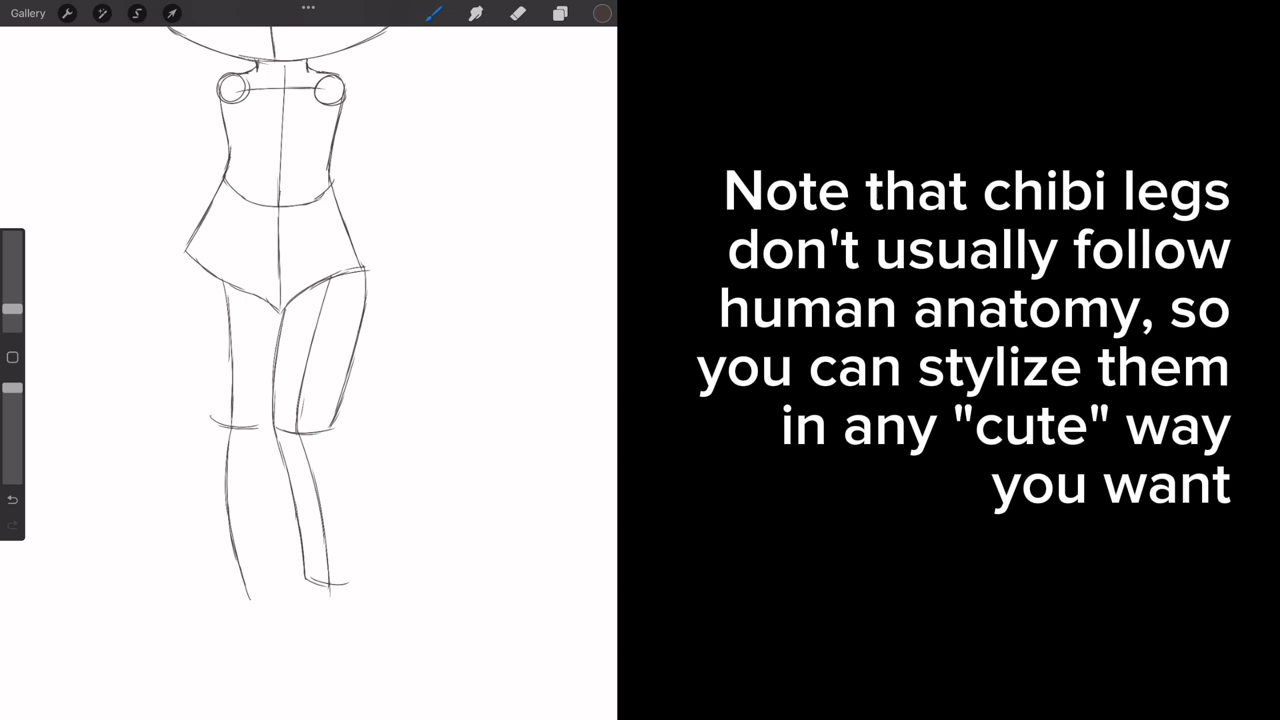 Gallery
Note that chibi legs
don't usually follow
human anatomy, so
you can stylize them
in any "cute" way
you want